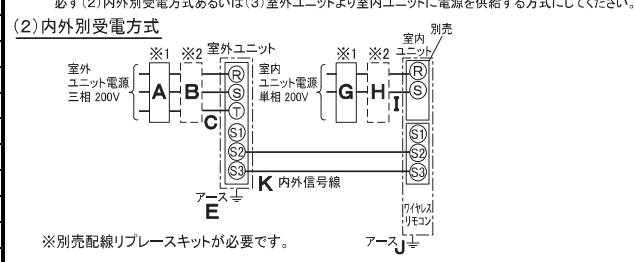 必ず(2)内外別受電方式あるいは(3)室外ユニットより室内ユニットに電源を供給する方式にしてください。
(2)内外別受電方式
※1 ※2 室外ユニット
室外
ユニット電源
三相 200V
A B C
R
S
T
S1
S2
S3
アース
E
K 内外信号線
※1 ※2
室内
ユニット
別売
室内
ユニット電源
単相 200V
G H I
R
S
S1
S2
S3
ワイヤレス
リモコン
アース J
※別売配線リプレースキットが必要です。